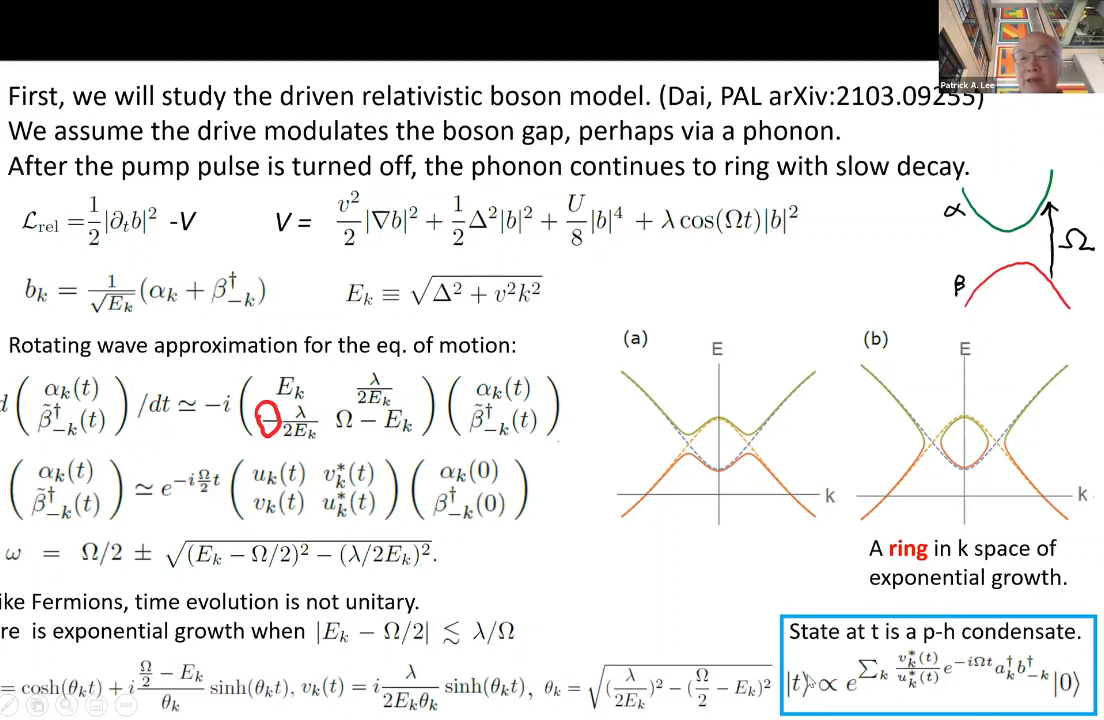 Patrick A. Lee
First, we will study the driven relativistic boson model. (Dai, PAL arXiv:2103.09255)
We assume the drive modulates the boson gap, perhaps via a phonon.
After the pump pulse is turned off, the phonon continues to ring with slow decay.
ℒ_rel = 1/2 |∂_t b|² -V V = v²/2 |∇b|² + 1/2 Δ²|b|² + U/8 |b|⁴ + λ cos(Ωt)|b|²
α
Ω
β
b_k = 1/√E_k (α_k + β†_{-k}) E_k ≡ √(Δ² + v²k²)
Rotating wave approximation for the eq. of motion:
(a) E k
(b) E k
d ( α_k(t) β̃†_{-k}(t) ) /dt ≃ −i ( E_k λ/2E_k −λ/2E_k Ω − E_k ) ( α_k(t) β̃†_{-k}(t) )
( α_k(t) β̃†_{-k}(t) ) ≃ e^{−i Ω/2 t} ( u_k(t) v*_k(t) v_k(t) u*_k(t) ) ( α_k(0) β†_{-k}(0) )
ω = Ω/2 ± √((E_k − Ω/2)² − (λ/2E_k)²).
A ring in k space of
exponential growth.
ike Fermions, time evolution is not unitary.
re is exponential growth when |E_k − Ω/2| ≲ λ/Ω
= cosh(θ_k t) + i (Ω/2 − E_k)/θ_k sinh(θ_k t), v_k(t) = i λ/(2E_kθ_k) sinh(θ_k t), θ_k = √((λ/2E_k)² − (Ω/2 − E_k)²)
State at t is a p-h condensate.
|t⟩ ∝ e^{Σ_k v*_k(t)/u*_k(t) e^{−iΩt} a†_k b†_{−k}} |0⟩